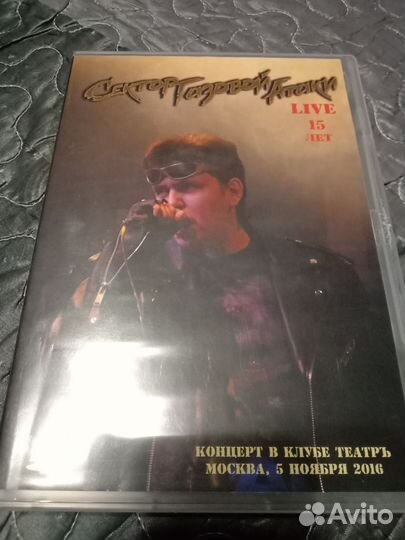 Сектор Газовой Атаки
LIVE
15
ЛЕТ
КОНЦЕРТ В КЛУБЕ ТЕАТРЪ
МОСКВА, 5 НОЯБРЯ 2016
Avito